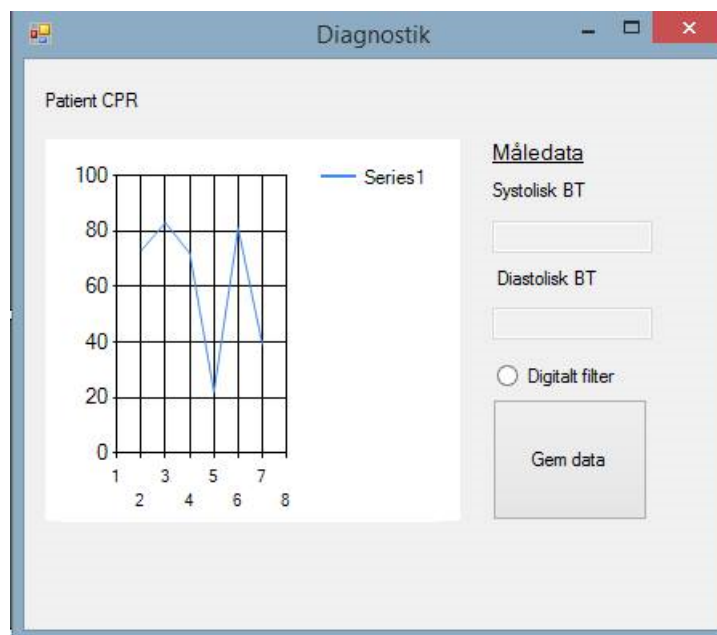 Diagnostik
Patient CPR
100
80
60
40
20
0
1 3 5 7
2 4 6 8
Series1
Måledata
Systolisk BT
Diastolisk BT
Digitalt filter
Gem data